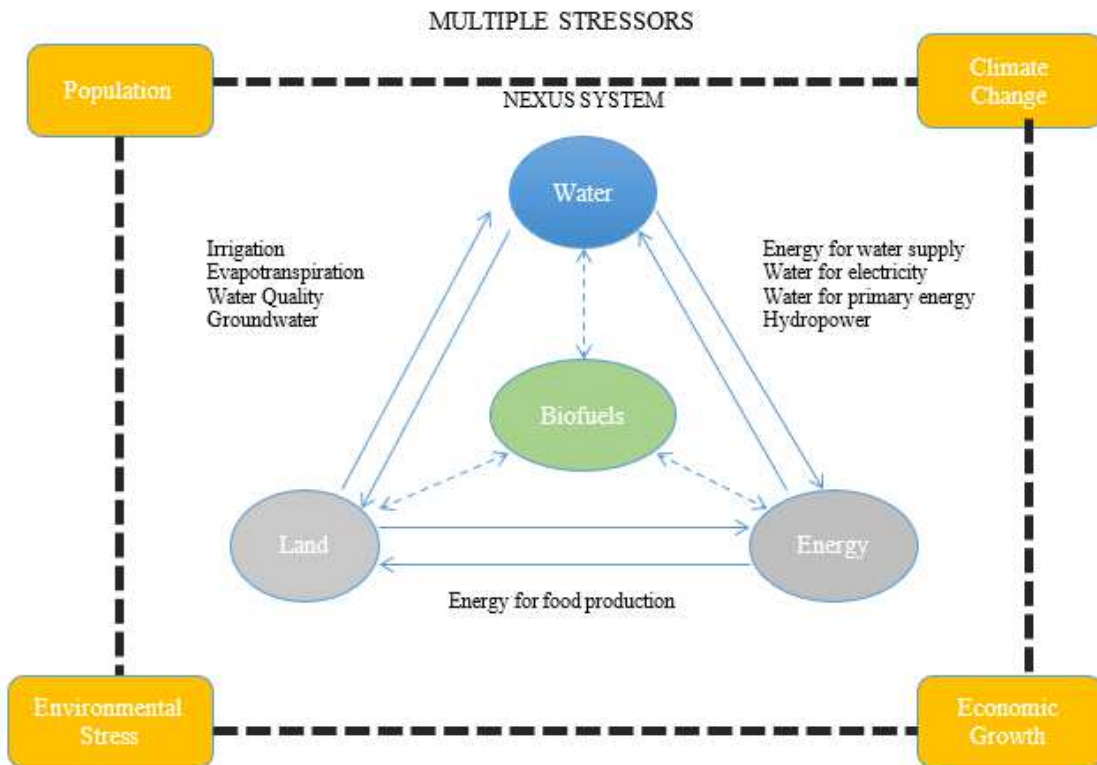 MULTIPLE STRESSORS
Population
Climate
Change
NEXUS SYSTEM
Water
Irrigation
Evapotranspiration
Water Quality
Groundwater
Energy for water supply
Water for electricity
Water for primary energy
Hydropower
Biofuels
Land
Energy
Energy for food production
Environmental
Stress
Economic
Growth